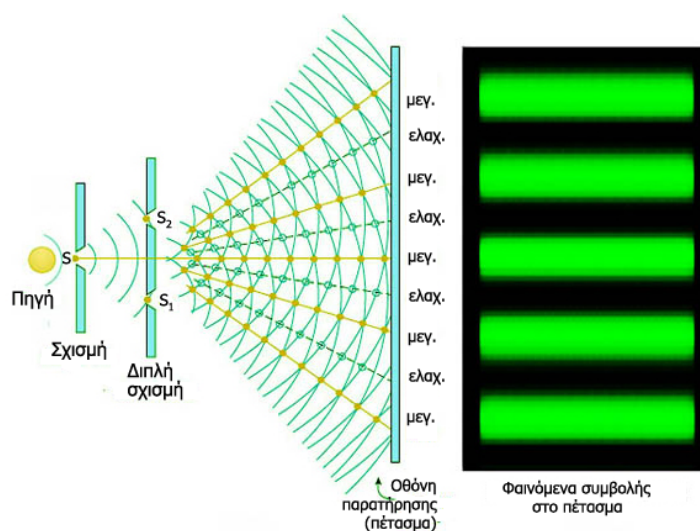 Πηγή
S
Σχισμή
S₂
S₁
Διπλή
σχισμή
μεγ.
ελαχ.
μεγ.
ελαχ.
μεγ.
ελαχ.
μεγ.
ελαχ.
μεγ.
Οθόνη
παρατήρησης
(πέτασμα)
Φαινόμενα συμβολής
στο πέτασμα